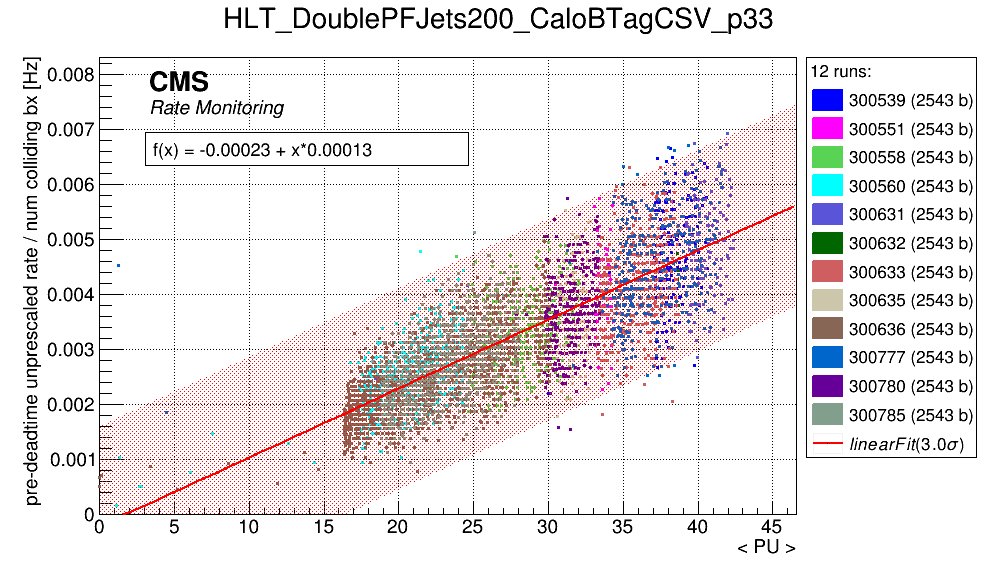 HLT_DoublePFJets200_CaloBTagCSV_p33
pre-deadtime unprescaled rate / num colliding bx [Hz]
0.008
0.007
0.006
0.005
0.004
0.003
0.002
0.001
0
CMS
Rate Monitoring
f(x) = -0.00023 + x*0.00013
0 5 10 15 20 25 30 35 40 45
< PU >
12 runs:
300539 (2543 b)
300551 (2543 b)
300558 (2543 b)
300560 (2543 b)
300631 (2543 b)
300632 (2543 b)
300633 (2543 b)
300635 (2543 b)
300636 (2543 b)
300777 (2543 b)
300780 (2543 b)
300785 (2543 b)
linearFit(3.0σ)